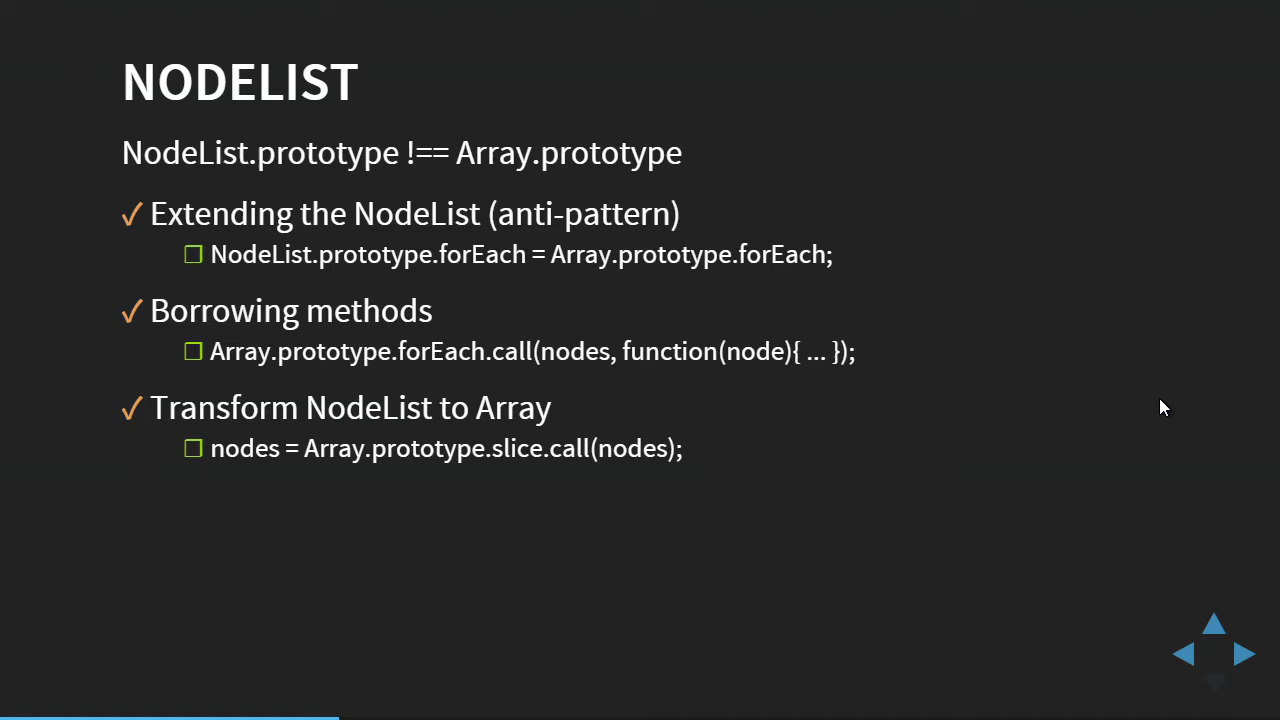 NODELIST
NodeList.prototype !== Array.prototype
✓ Extending the NodeList (anti-pattern)
❐ NodeList.prototype.forEach = Array.prototype.forEach;
✓ Borrowing methods
❐ Array.prototype.forEach.call(nodes, function(node){ ... });
✓ Transform NodeList to Array
❐ nodes = Array.prototype.slice.call(nodes);